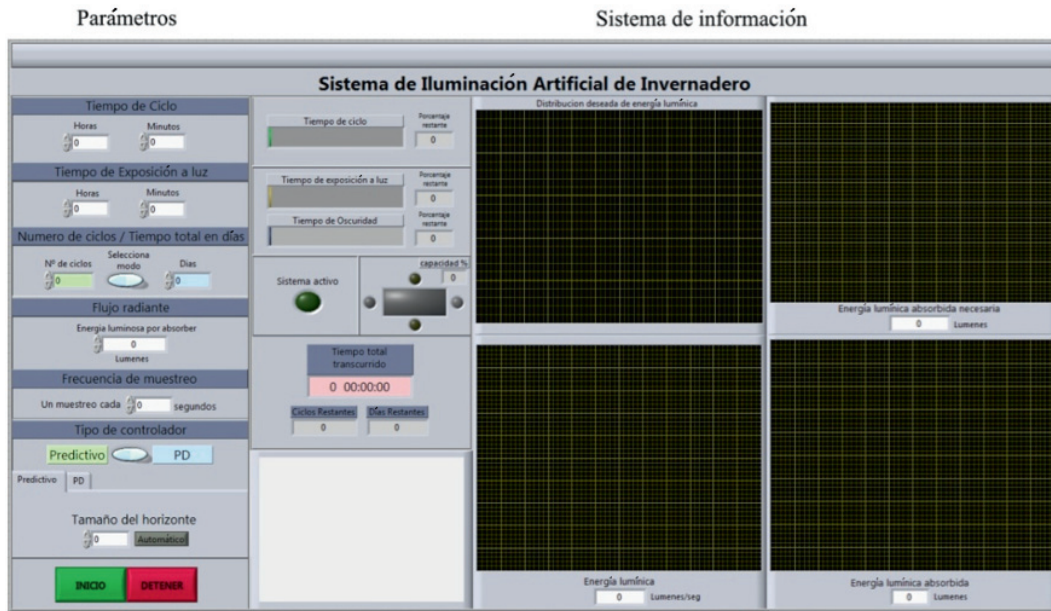 Parámetros
Sistema de información
Sistema de Iluminación Artificial de Invernadero
Tiempo de Ciclo
Horas Minutos
0 0
Tiempo de Exposición a luz
Horas Minutos
0 0
Numero de ciclos / Tiempo total en días
Nº de ciclos Selecciona modo Dias
0 0
Flujo radiante
Energia luminosa por absorber
0
Lumenes
Frecuencia de muestreo
Un muestreo cada 0 segundos
Tipo de controlador
Predictivo PD
Predictivo PD
Tamaño del horizonte
0 Automático
INICIO DETENER
Tiempo de ciclo
Porcentaje
restante
0
Tiempo de exposición a luz
Porcentaje
restante
0
Tiempo de Oscuridad
Porcentaje
restante
0
Sistema activo
capacidad %
0
Tiempo total
transcurrido
0 00:00:00
Ciclos Restantes Días Restantes
0 0
Distribucion deseada de energía lumínica
Energía lumínica absorbida necesaria
0 Lumenes
Energía lumínica
0 Lumenes/seg
Energía lumínica absorbida
0 Lumenes